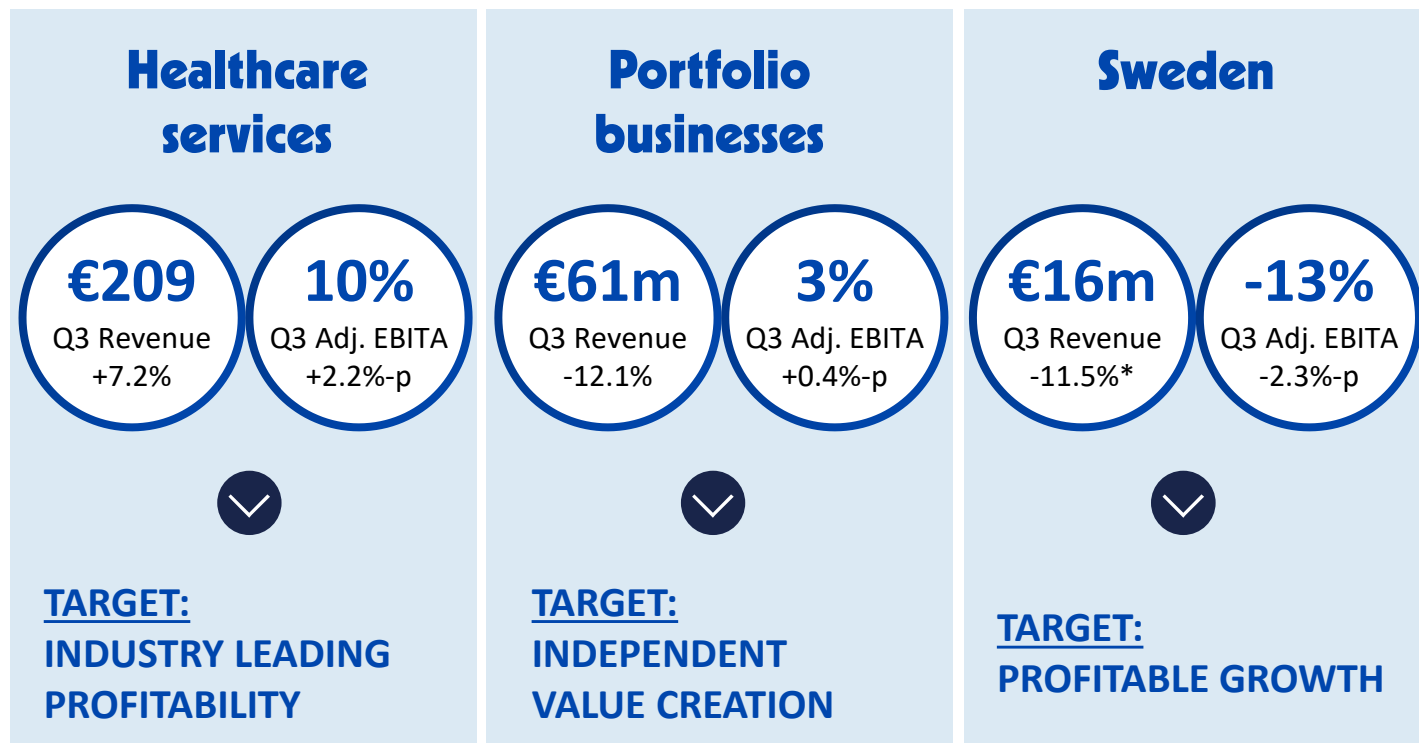 Healthcare
services
€209
Q3 Revenue
+7.2%
10%
Q3 Adj. EBITA
+2.2%-p
TARGET:
INDUSTRY LEADING
PROFITABILITY
Portfolio
businesses
€61m
Q3 Revenue
-12.1%
3%
Q3 Adj. EBITA
+0.4%-p
TARGET:
INDEPENDENT
VALUE CREATION
Sweden
€16m
Q3 Revenue
-11.5%*
-13%
Q3 Adj. EBITA
-2.3%-p
TARGET:
PROFITABLE GROWTH